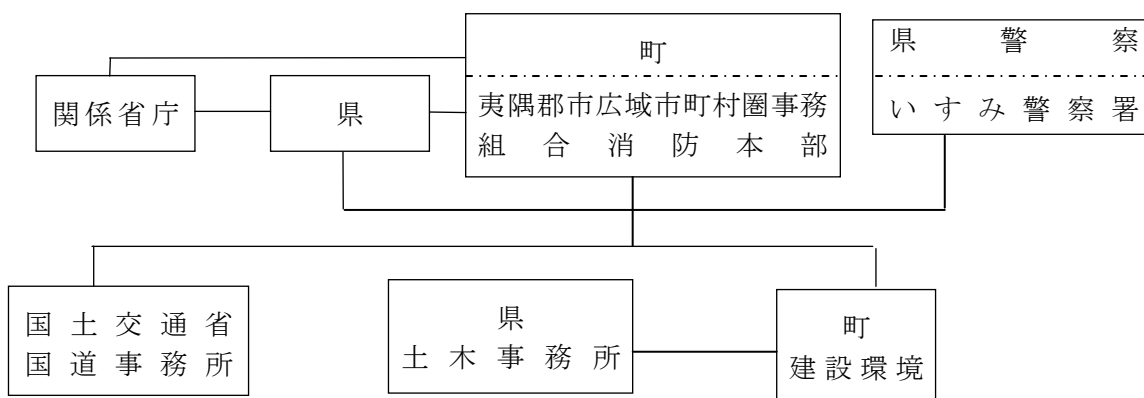 町
県警察
関係省庁
県
夷隅郡市広域市町村圏事務
組合消防本部
いすみ警察署
国土交通省
国道事務所
県
土木事務所
町
建設環境